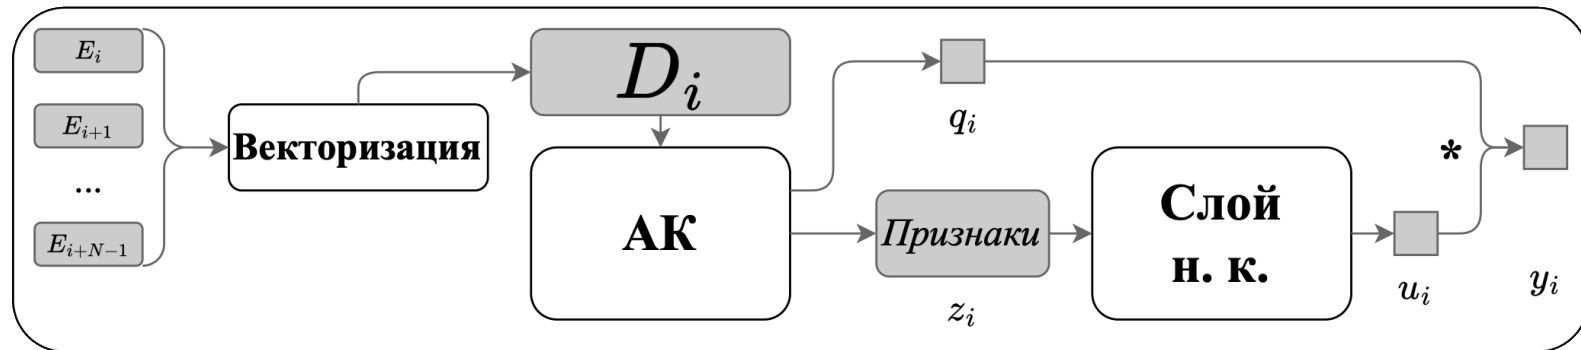 E_i
E_{i+1}
...
E_{i+N−1}
Векторизация
D_i
АК
q_i
Признаки
z_i
Слой
н. к.
u_i
*
y_i